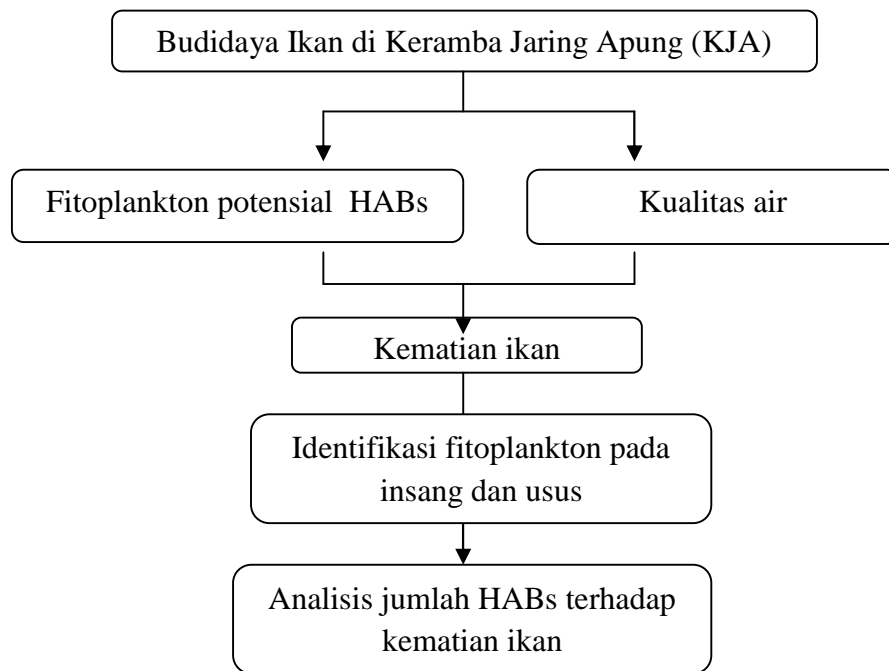 Budidaya Ikan di Keramba Jaring Apung (KJA)
Fitoplankton potensial HABs
Kualitas air
Kematian ikan
Identifikasi fitoplankton pada
insang dan usus
Analisis jumlah HABs terhadap
kematian ikan